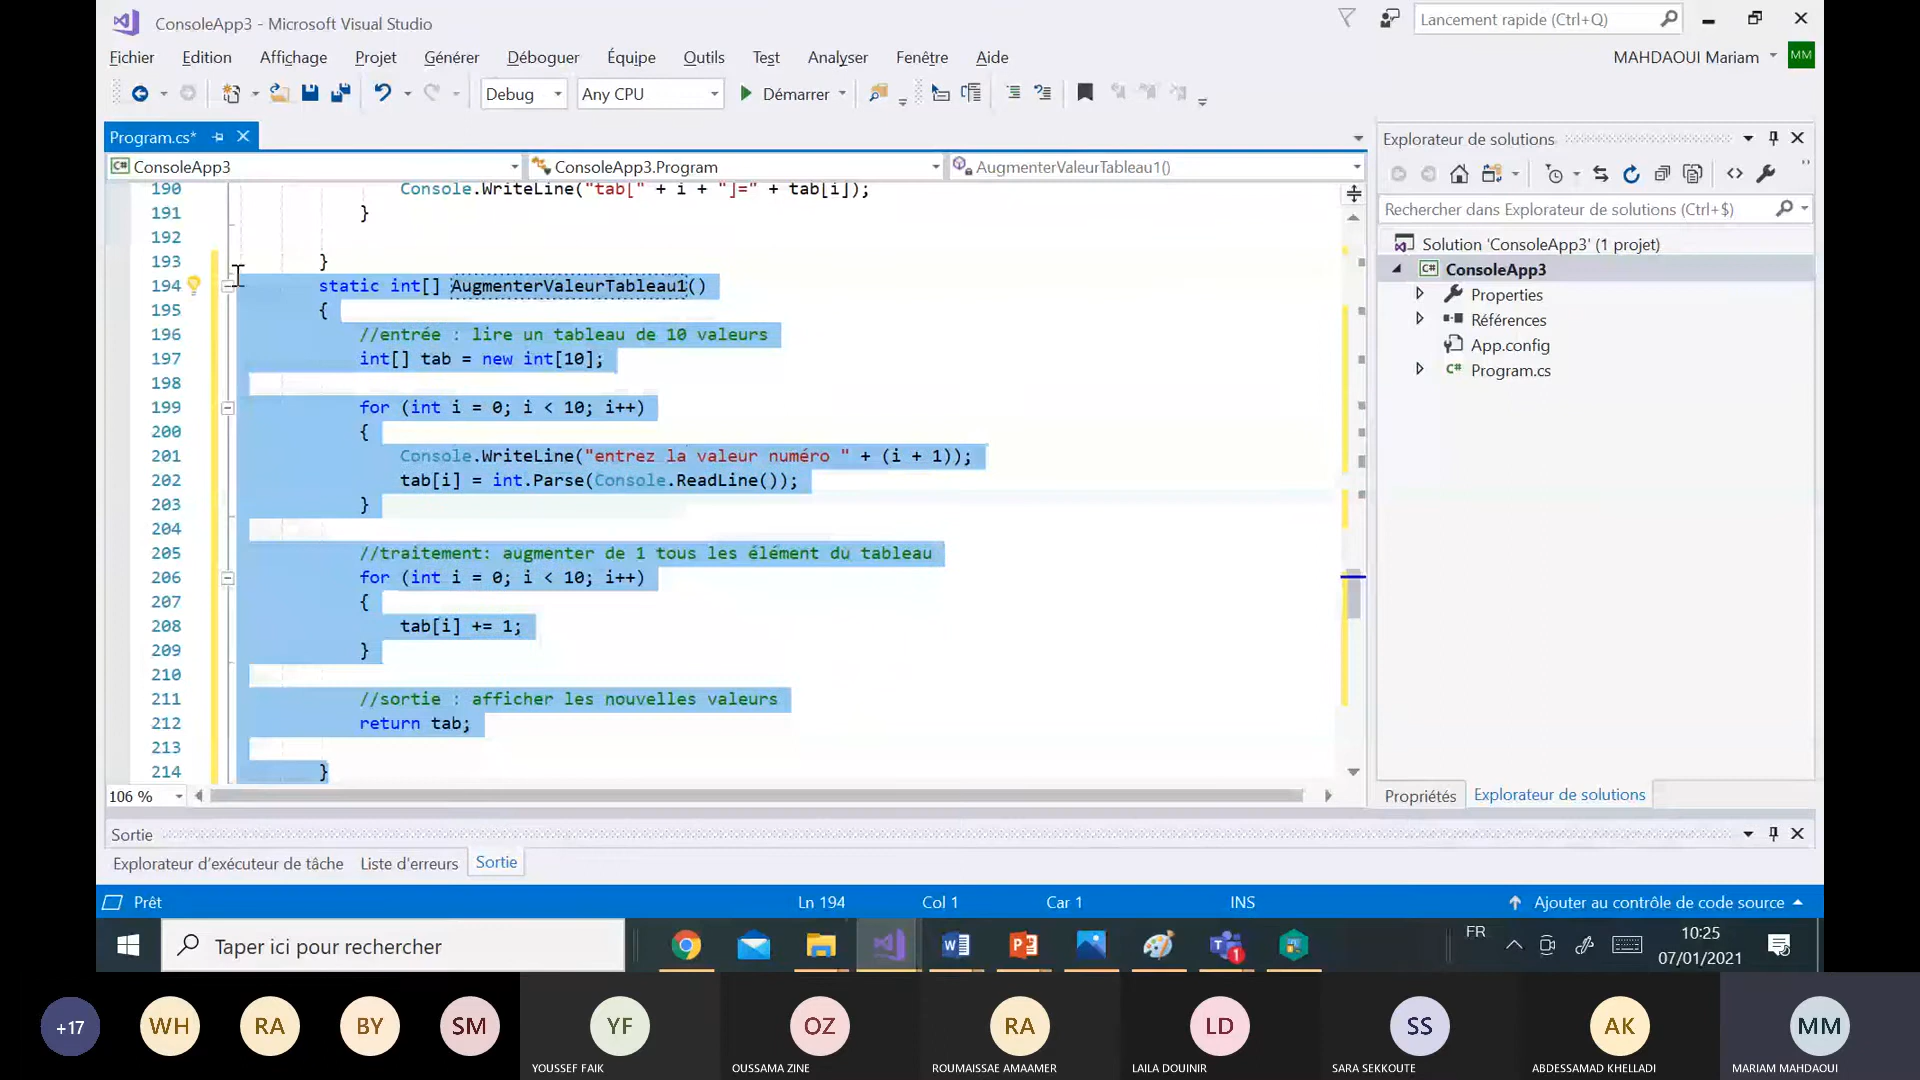 ConsoleApp3 - Microsoft Visual Studio
Lancement rapide (Ctrl+Q)
Fichier Edition Affichage Projet Générer Déboguer Équipe Outils Test Analyser Fenêtre Aide
MAHDAOUI Mariam MM
Debug Any CPU Démarrer
Program.cs*
Explorateur de solutions
ConsoleApp3 ConsoleApp3.Program AugmenterValeurTableau1()
Rechercher dans Explorateur de solutions (Ctrl+$)
Solution 'ConsoleApp3' (1 projet)
ConsoleApp3
Properties
Références
App.config
Program.cs
190 Console.WriteLine("tab[" + i + "]=" + tab[i]);
191 }
192
193 }
194 static int[] AugmenterValeurTableau1()
195 {
196 //entrée : lire un tableau de 10 valeurs
197 int[] tab = new int[10];
198
199 for (int i = 0; i < 10; i++)
200 {
201 Console.WriteLine("entrez la valeur numéro " + (i + 1));
202 tab[i] = int.Parse(Console.ReadLine());
203 }
204
205 //traitement: augmenter de 1 tous les élément du tableau
206 for (int i = 0; i < 10; i++)
207 {
208 tab[i] += 1;
209 }
210
211 //sortie : afficher les nouvelles valeurs
212 return tab;
213
214 }
106 %
Propriétés Explorateur de solutions
Sortie
Explorateur d'exécuteur de tâche Liste d'erreurs Sortie
Prêt Ln 194 Col 1 Car 1 INS Ajouter au contrôle de code source
Taper ici pour rechercher
1
FR
10:25
07/01/2021
+17 WH RA BY SM YF OZ RA LD SS AK MM
YOUSSEF FAIK OUSSAMA ZINE ROUMAISSAE AMAAMER LAILA DOUINIR SARA SEKKOUTE ABDESSAMAD KHELLADI MARIAM MAHDAOUI